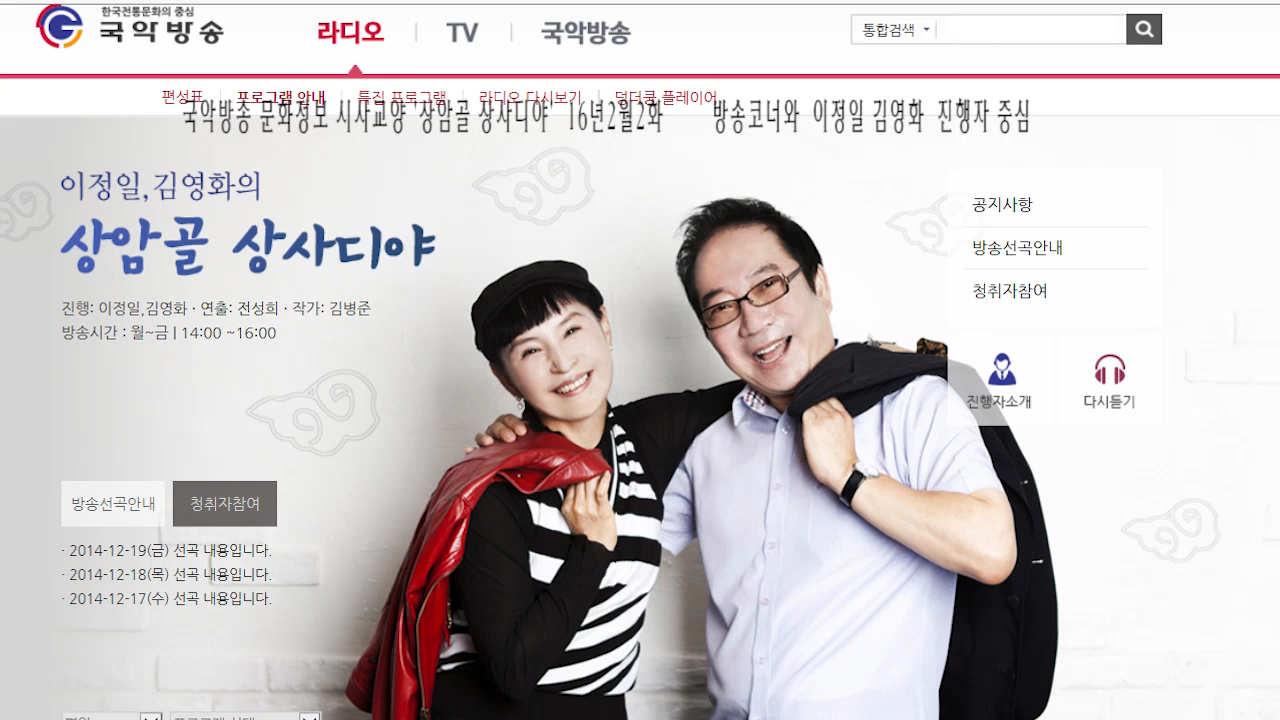 한국전통문화의 중심
국악방송
라디오 TV 국악방송
통합검색
편성표 프로그램 안내 특집 프로그램 라디오 다시보기 덩더쿵 플레이어
국악방송 문화정보 시사교양 '상암골 상사디야' 16년2월2화 방송코너와 이정일 김영화 진행자 중심
이정일,김영화의
상암골 상사디야
진행: 이정일,김영화 · 연출: 전성희 · 작가: 김병준
방송시간 : 월~금 | 14:00 ~16:00
공지사항
방송선곡안내
청취자참여
진행자소개 다시듣기
방송선곡안내 청취자참여
· 2014-12-19(금) 선곡 내용입니다.
· 2014-12-18(목) 선곡 내용입니다.
· 2014-12-17(수) 선곡 내용입니다.